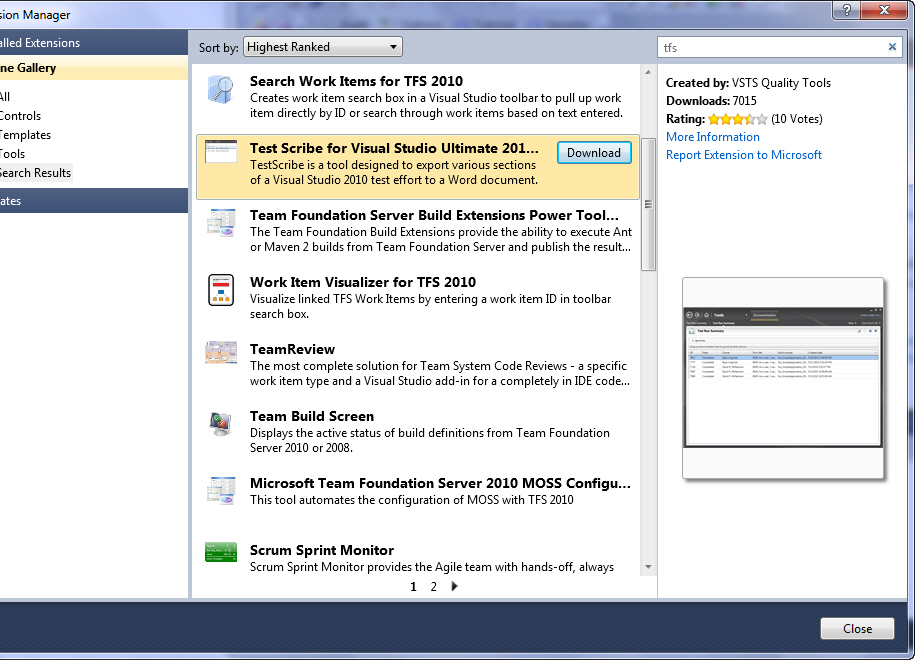 sion Manager
?
alled Extensions
ne Gallery
All
Controls
Templates
Tools
Search Results
ates
Sort by: Highest Ranked
tfs
Search Work Items for TFS 2010
Creates work item search box in a Visual Studio toolbar to pull up work
item directly by ID or search through work items based on text entered.
Test Scribe for Visual Studio Ultimate 201...
Download
TestScribe is a tool designed to export various sections
of a Visual Studio 2010 test effort to a Word document.
Team Foundation Server Build Extensions Power Tool...
The Team Foundation Build Extensions provide the ability to execute Ant
or Maven 2 builds from Team Foundation Server and publish the result...
Work Item Visualizer for TFS 2010
Visualize linked TFS Work Items by entering a work item ID in toolbar
search box.
TeamReview
The most complete solution for Team System Code Reviews - a specific
work item type and a Visual Studio add-in for a completely in IDE code...
Team Build Screen
Displays the active status of build definitions from Team Foundation
Server 2010 or 2008.
Microsoft Team Foundation Server 2010 MOSS Configu...
This tool automates the configuration of MOSS with TFS 2010
Scrum Sprint Monitor
Scrum Sprint Monitor provides the Agile team with hands-off, always
1 2
Created by: VSTS Quality Tools
Downloads: 7015
Rating: (10 Votes)
More Information
Report Extension to Microsoft
Tools
Test Run Summary
Close